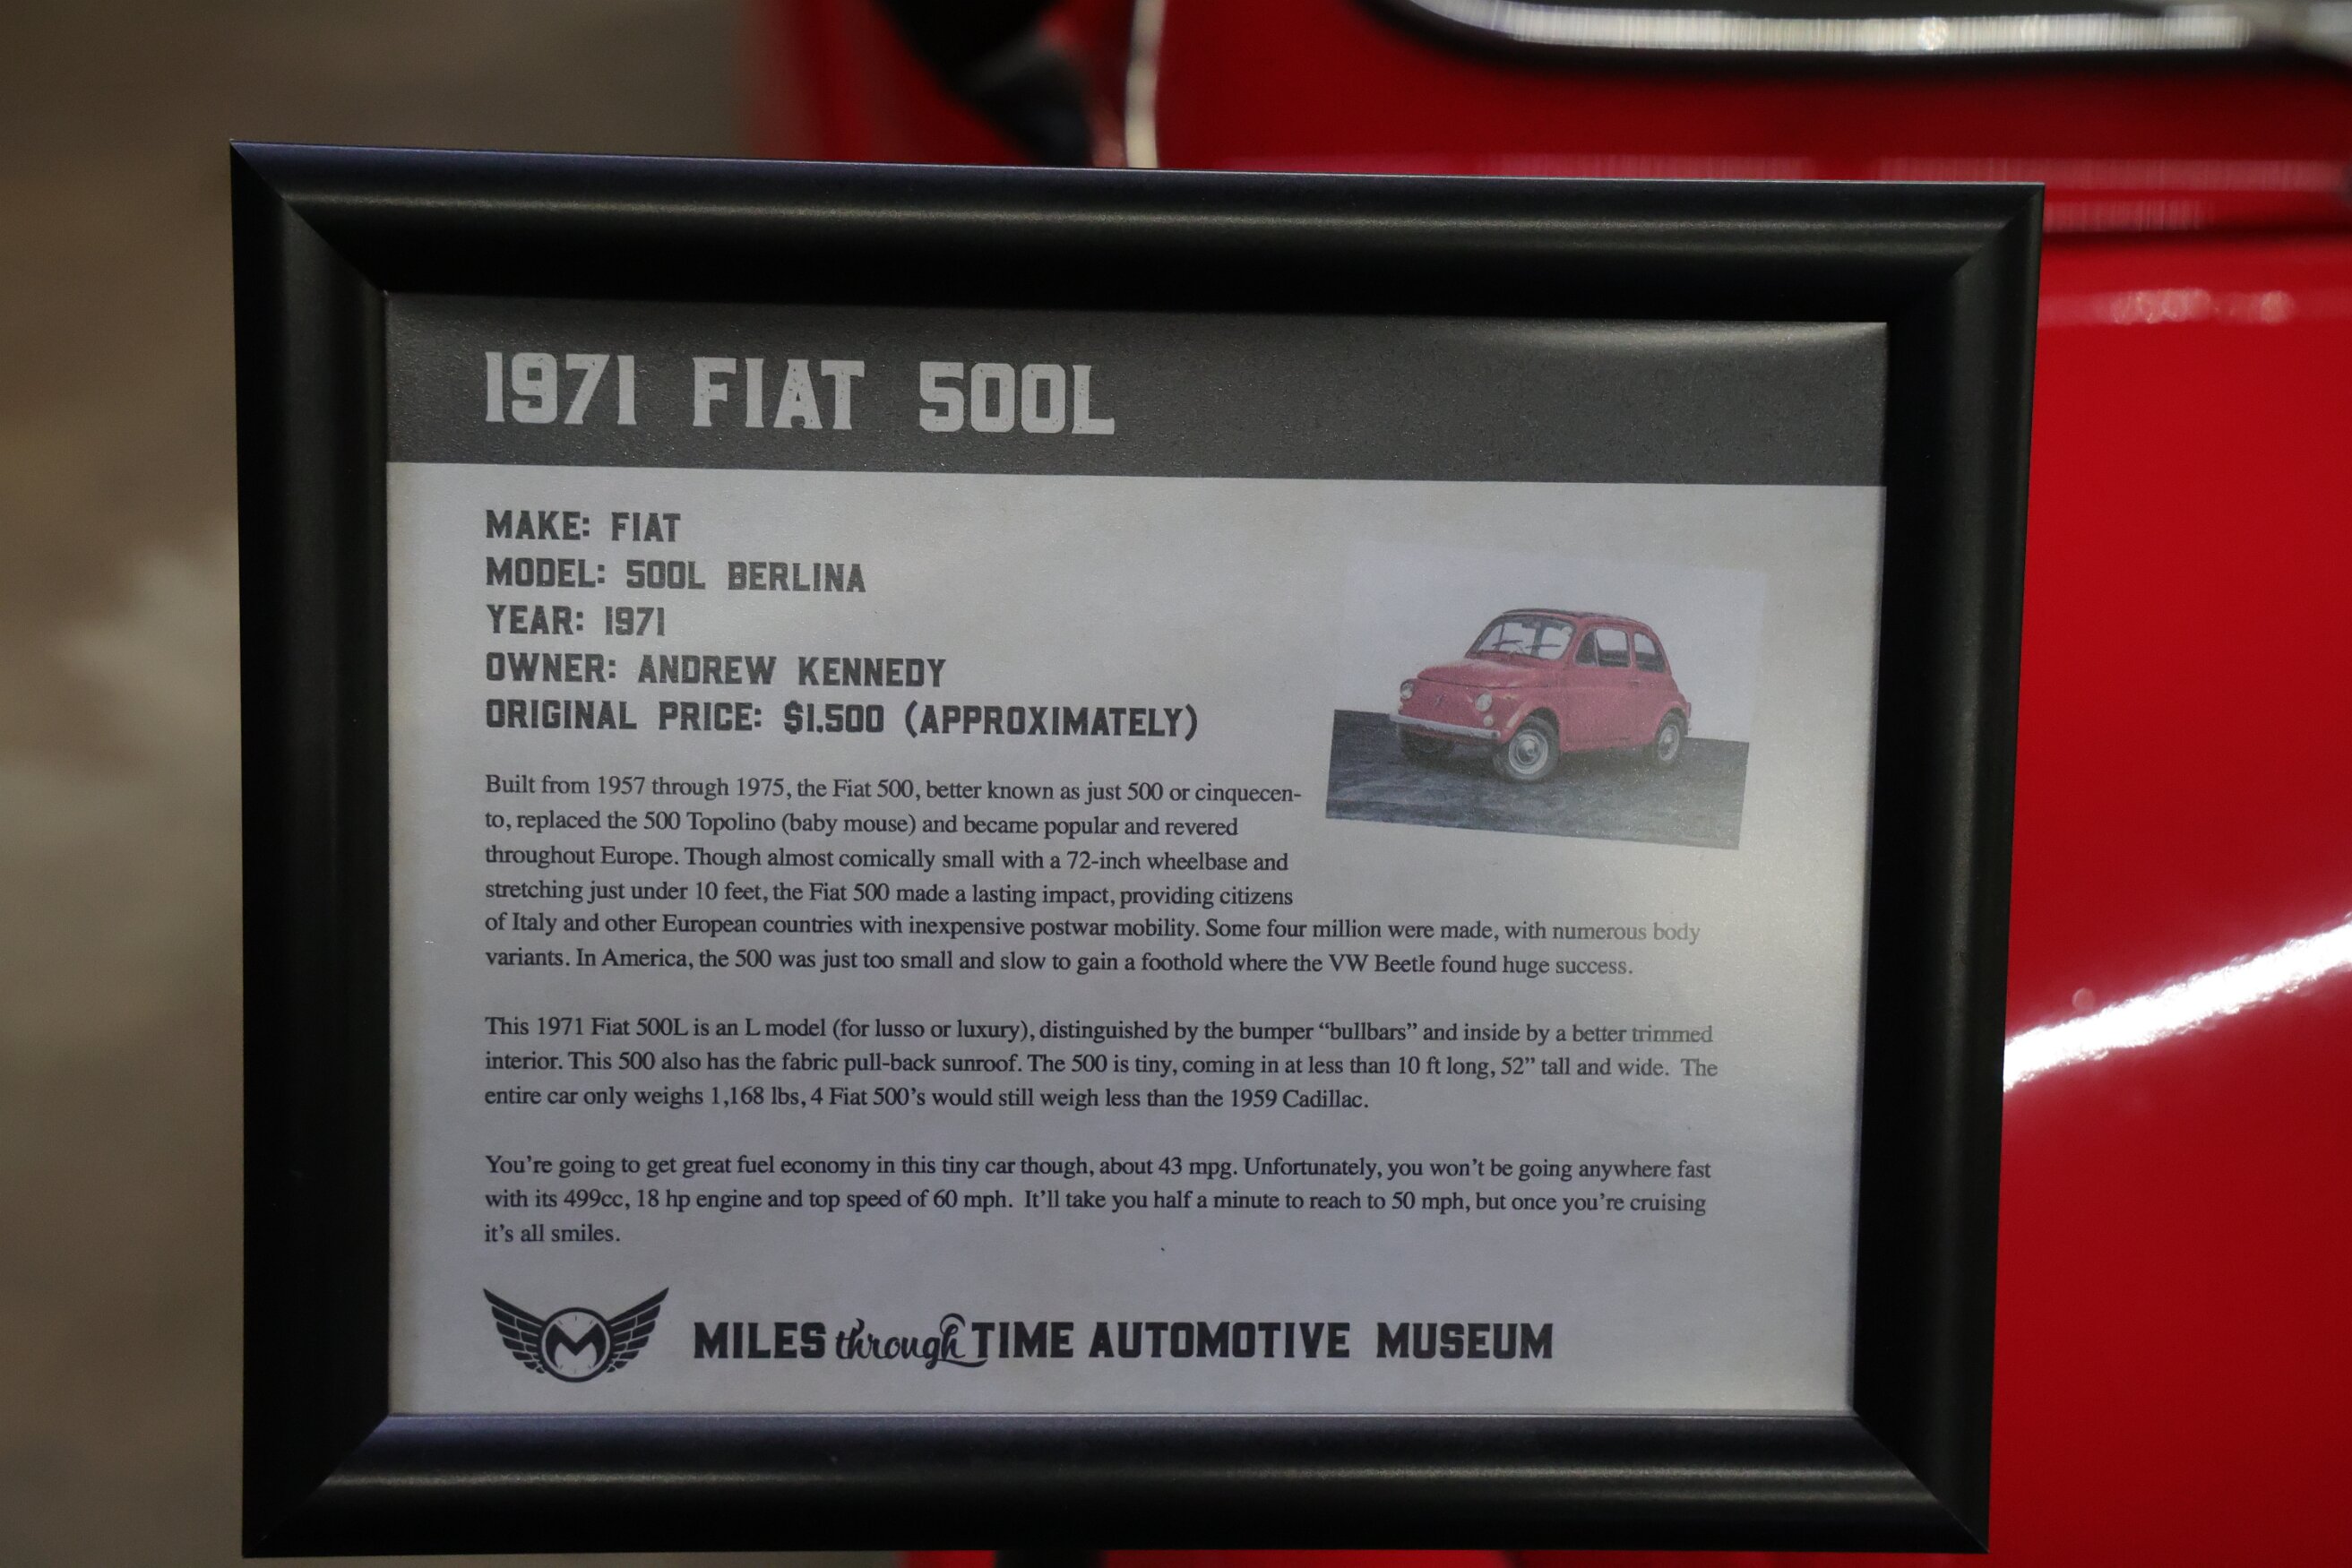 1971 FIAT 500L
MAKE: FIAT
MODEL: 500L BERLINA
YEAR: 1971
OWNER: ANDREW KENNEDY
ORIGINAL PRICE: $1,500 (APPROXIMATELY)
Built from 1957 through 1975, the Fiat 500, better known as just 500 or cinquecen-
to, replaced the 500 Topolino (baby mouse) and became popular and revered
throughout Europe. Though almost comically small with a 72-inch wheelbase and
stretching just under 10 feet, the Fiat 500 made a lasting impact, providing citizens
of Italy and other European countries with inexpensive postwar mobility. Some four million were made, with numerous body
variants. In America, the 500 was just too small and slow to gain a foothold where the VW Beetle found huge success.
This 1971 Fiat 500L is an L model (for lusso or luxury), distinguished by the bumper “bullbars” and inside by a better trimmed
interior. This 500 also has the fabric pull-back sunroof. The 500 is tiny, coming in at less than 10 ft long, 52” tall and wide. The
entire car only weighs 1,168 lbs, 4 Fiat 500’s would still weigh less than the 1959 Cadillac.
You’re going to get great fuel economy in this tiny car though, about 43 mpg. Unfortunately, you won’t be going anywhere fast
with its 499cc, 18 hp engine and top speed of 60 mph. It’ll take you half a minute to reach to 50 mph, but once you’re cruising
it’s all smiles.
M MILES through TIME AUTOMOTIVE MUSEUM